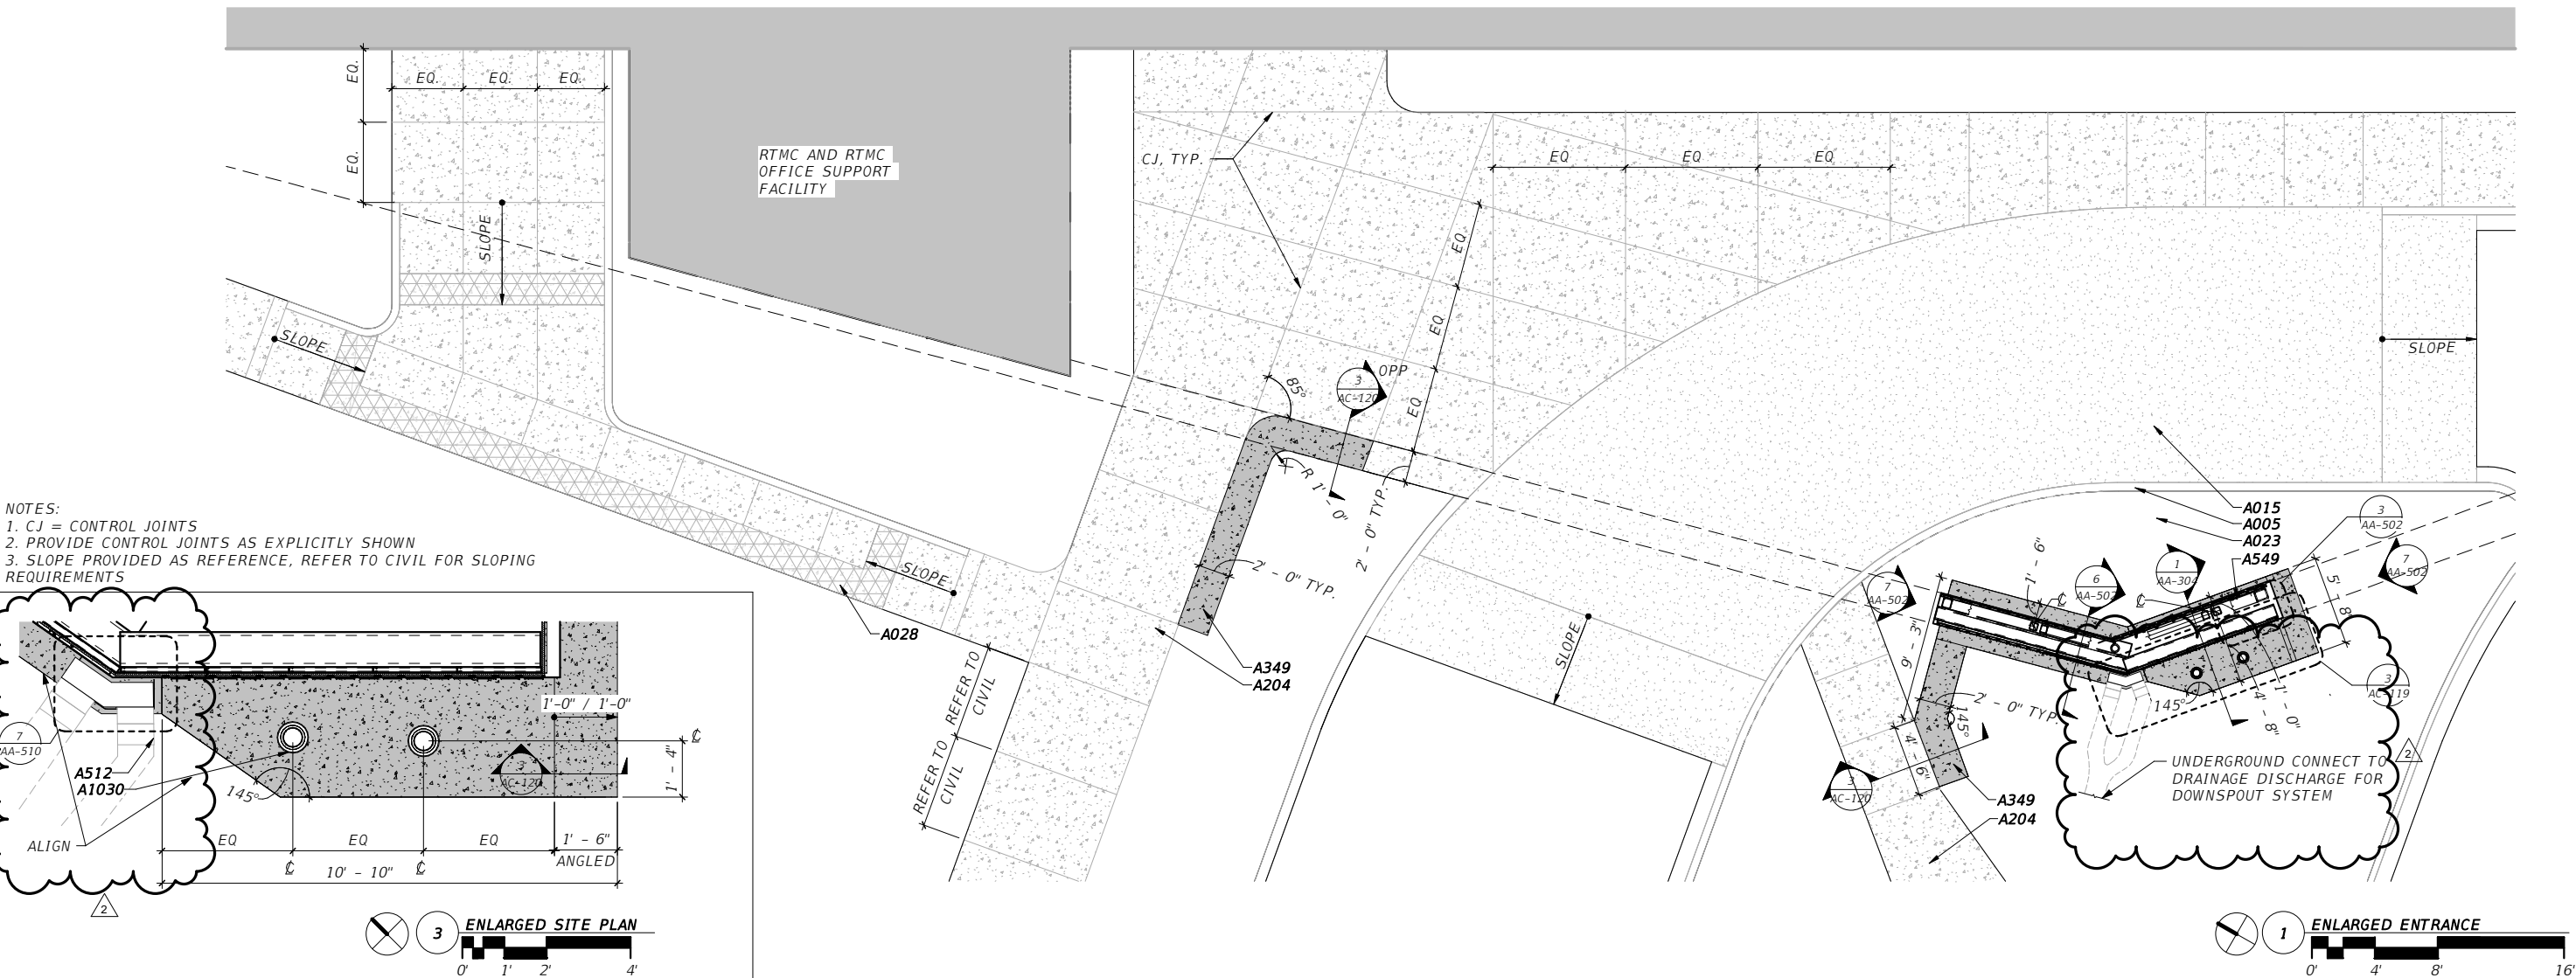 EQ.
EQ.
EQ.
EQ.
EQ.
SLOPE
SLOPE
RTMC AND RTMC
OFFICE SUPPORT
FACILITY
CJ, TYP.
EQ
EQ
EQ
EQ
EQ
EQ
85°
3
AC-120
OPP
R 1' - 0"
2' - 0" TYP.
2' - 0" TYP.
SLOPE
SLOPE
SLOPE
A028
A349
A204
REFER TO
CIVIL
REFER TO
CIVIL
A015
A005
A023
A549
3
AA-502
7
AA-502
7
AA-502
6
AA-502
1
AA-304
1' - 6"
℄
℄
5' - 8"
9' - 3"
2' - 0" TYP.
145°
4' - 6"
145°
4' - 8"
1' - 0"
3
AC-119
3
AC-120
A349
A204
UNDERGROUND CONNECT TO
DRAINAGE DISCHARGE FOR
DOWNSPOUT SYSTEM
2
NOTES:
1. CJ = CONTROL JOINTS
2. PROVIDE CONTROL JOINTS AS EXPLICITLY SHOWN
3. SLOPE PROVIDED AS REFERENCE, REFER TO CIVIL FOR SLOPING
REQUIREMENTS
7
AA-510
A512
A1030
ALIGN
145°
1'-0" / 1'-0"
℄
1' - 4"
3
AC-120
EQ
EQ
EQ
1' - 6"
ANGLED
℄
℄
10' - 10"
2
3
ENLARGED SITE PLAN
0' 1' 2' 4'
1
ENLARGED ENTRANCE
0' 4' 8' 16'